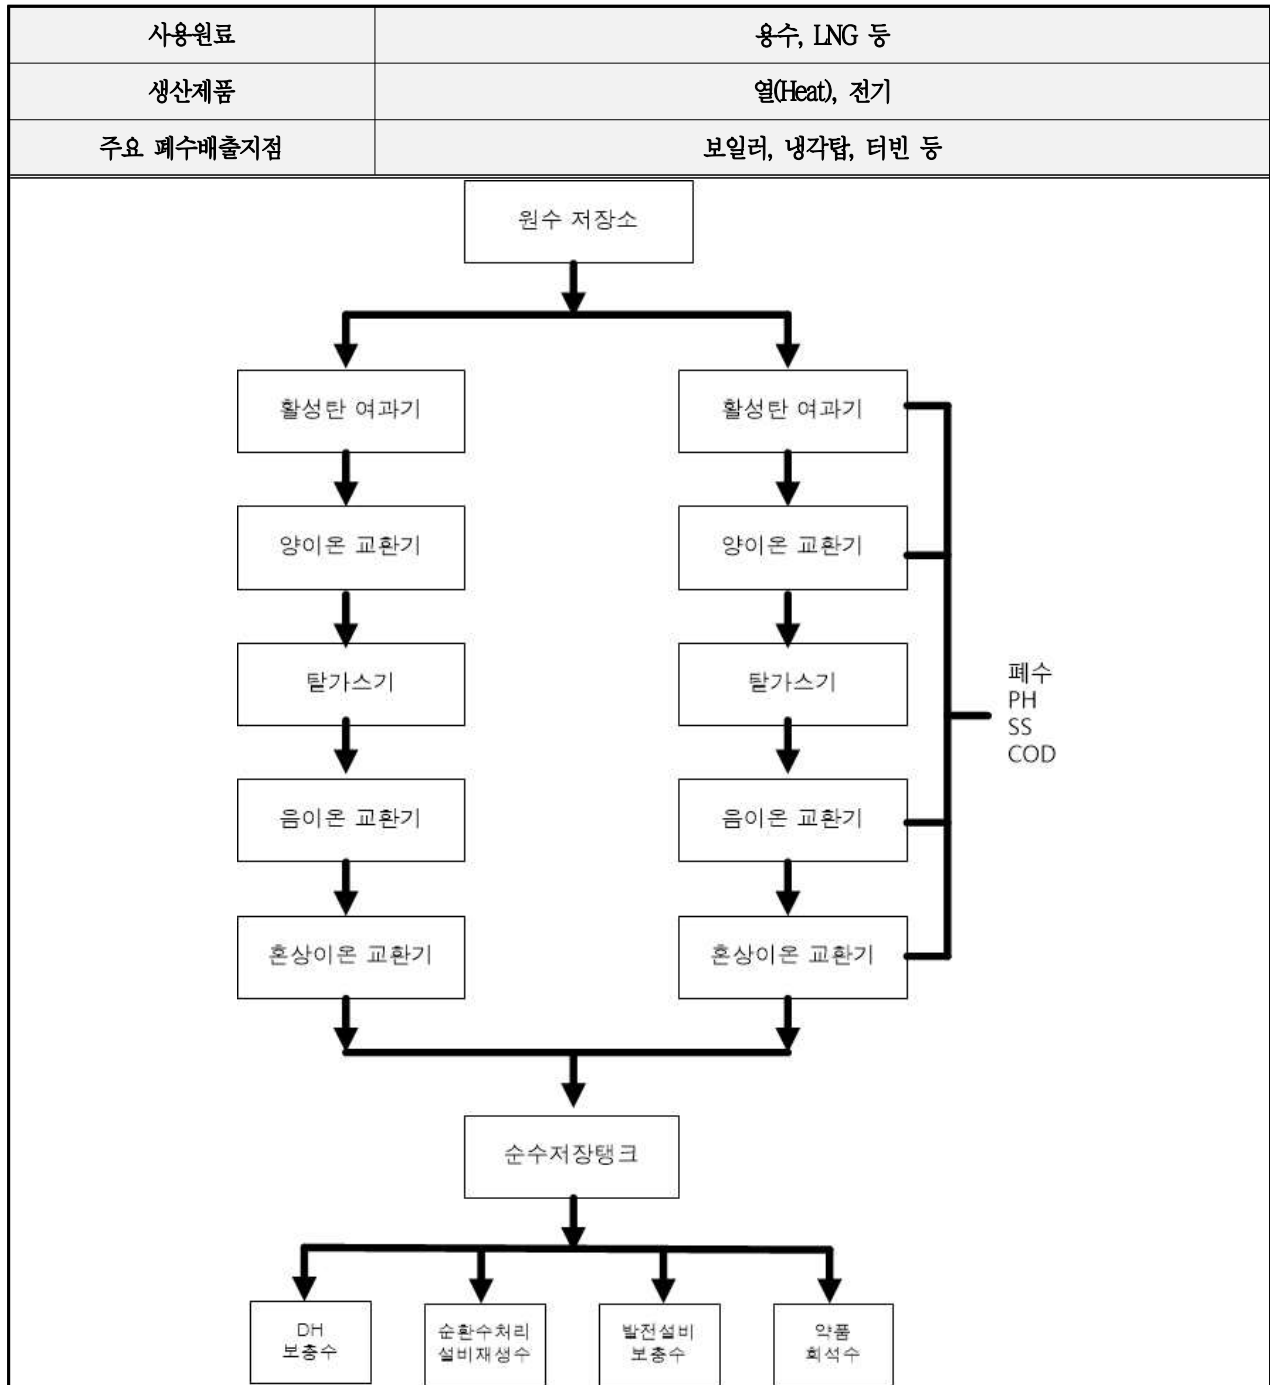 사용원료 용수, LNG 등
생산제품 열(Heat), 전기
주요 폐수배출지점 보일러, 냉각탑, 터빈 등
원수 저장소
활성탄 여과기 활성탄 여과기
양이온 교환기 양이온 교환기
탈가스기 탈가스기
폐수
PH
SS
COD
음이온 교환기 음이온 교환기
혼상이온 교환기 혼상이온 교환기
순수저장탱크
DH
보충수
순환수처리
설비재생수
발전설비
보충수
약품
희석수